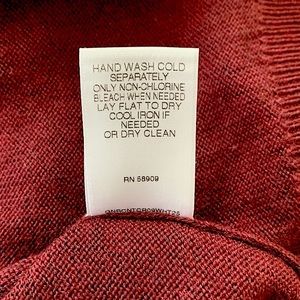 HAND WASH COLD
SEPARATELY
ONLY NON-CHLORINE
BLEACH WHEN NEEDED
LAY FLAT TO DRY
COOL IRON IF
NEEDED
OR DRY CLEAN
RN 58909